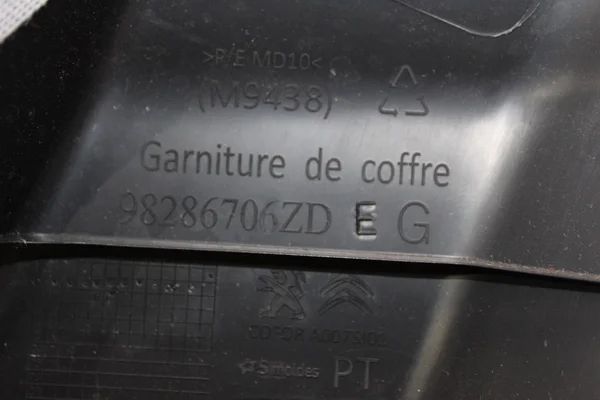 >P/E MD10<
(M9438)
Garniture de coffre
98286706ZD E G
Simoldes PT